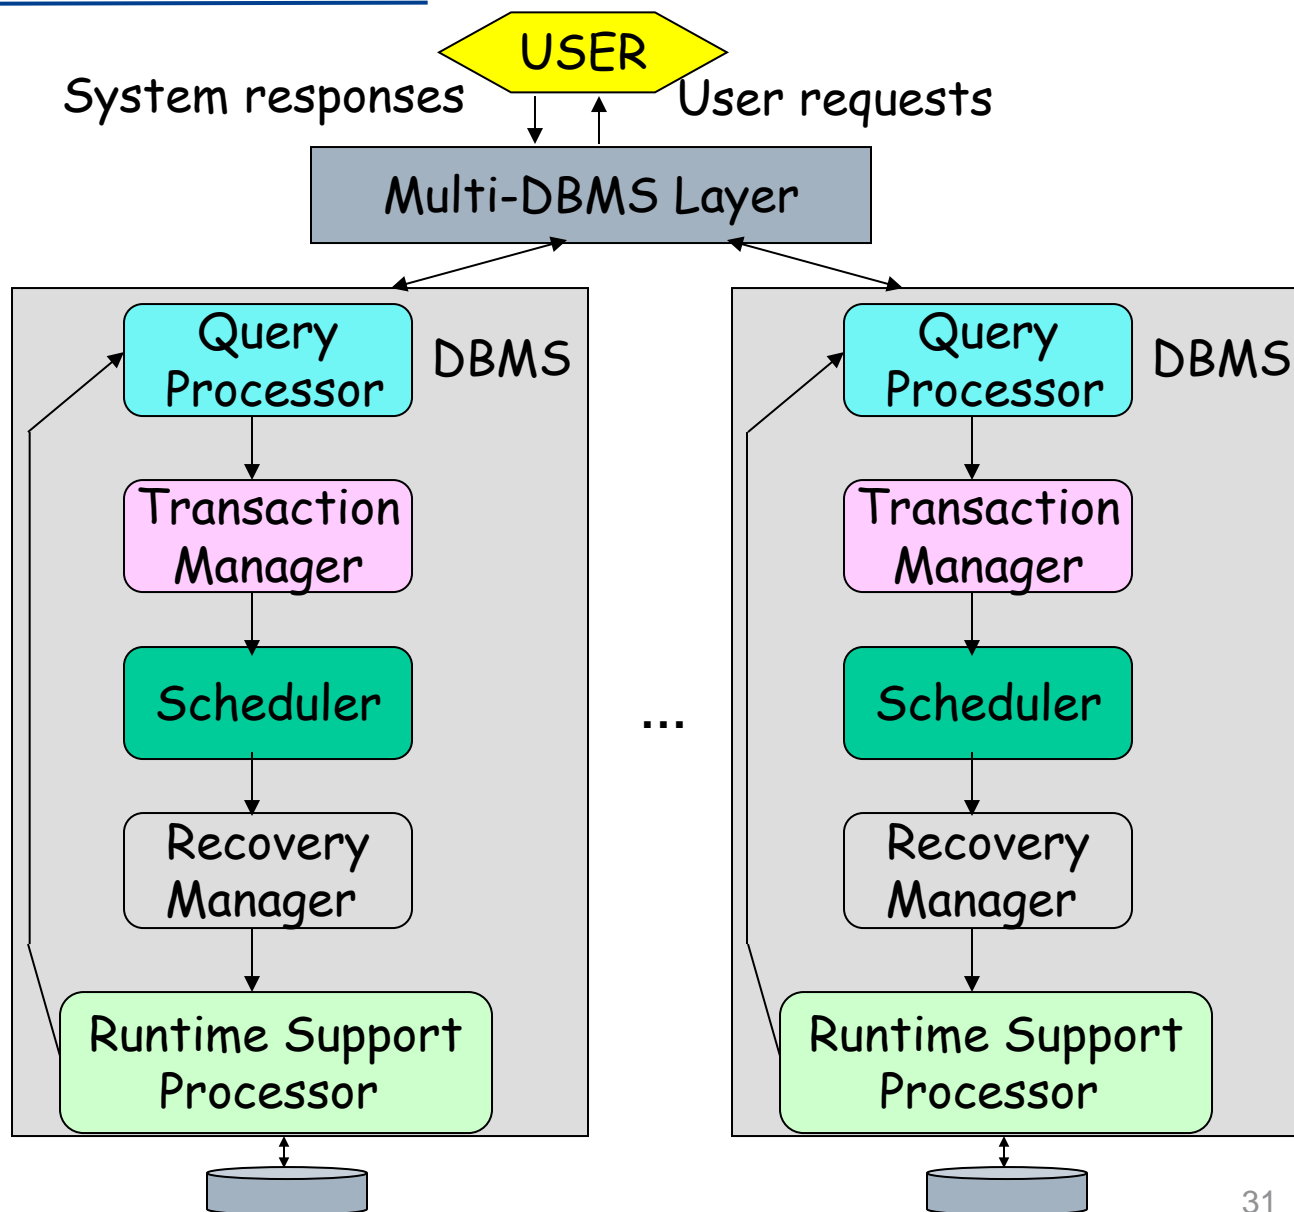 USER
System responses
User requests
Multi-DBMS Layer
Query
Processor
DBMS
Transaction
Manager
Scheduler
Recovery
Manager
Runtime Support
Processor
...
Query
Processor
DBMS
Transaction
Manager
Scheduler
Recovery
Manager
Runtime Support
Processor
31